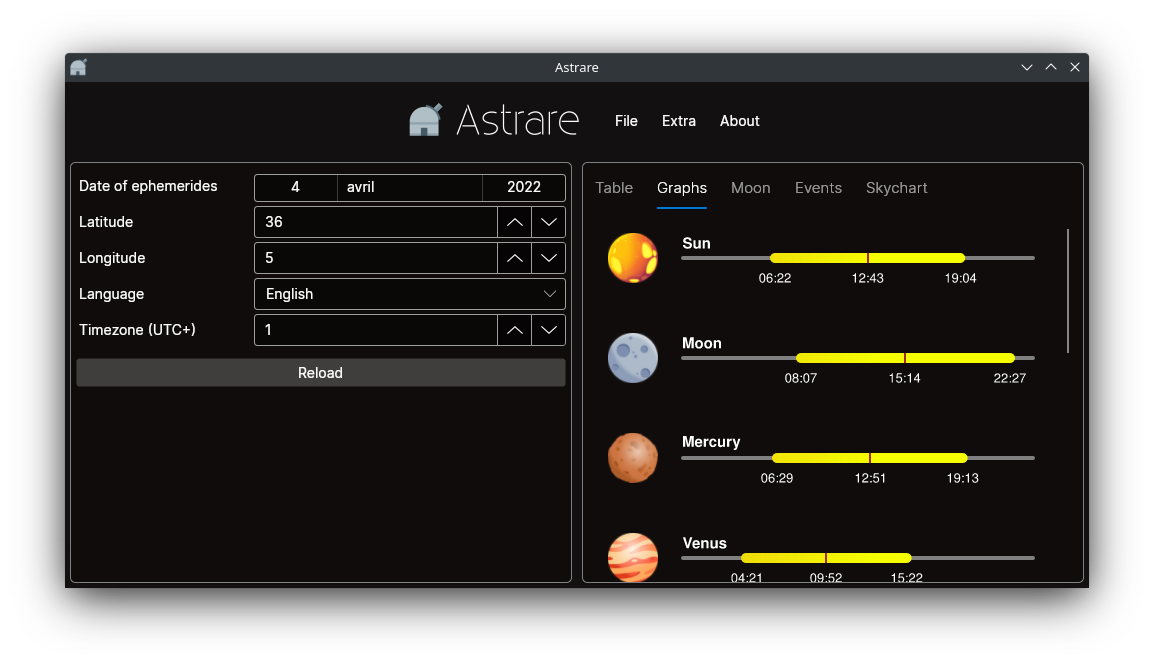 Astrare
Astrare File Extra About
Date of ephemerides 4 avril 2022
Latitude 36
Longitude 5
Language English
Timezone (UTC+) 1
Reload
Table Graphs Moon Events Skychart
Sun
06:22 12:43 19:04
Moon
08:07 15:14 22:27
Mercury
06:29 12:51 19:13
Venus
04:21 09:52 15:22